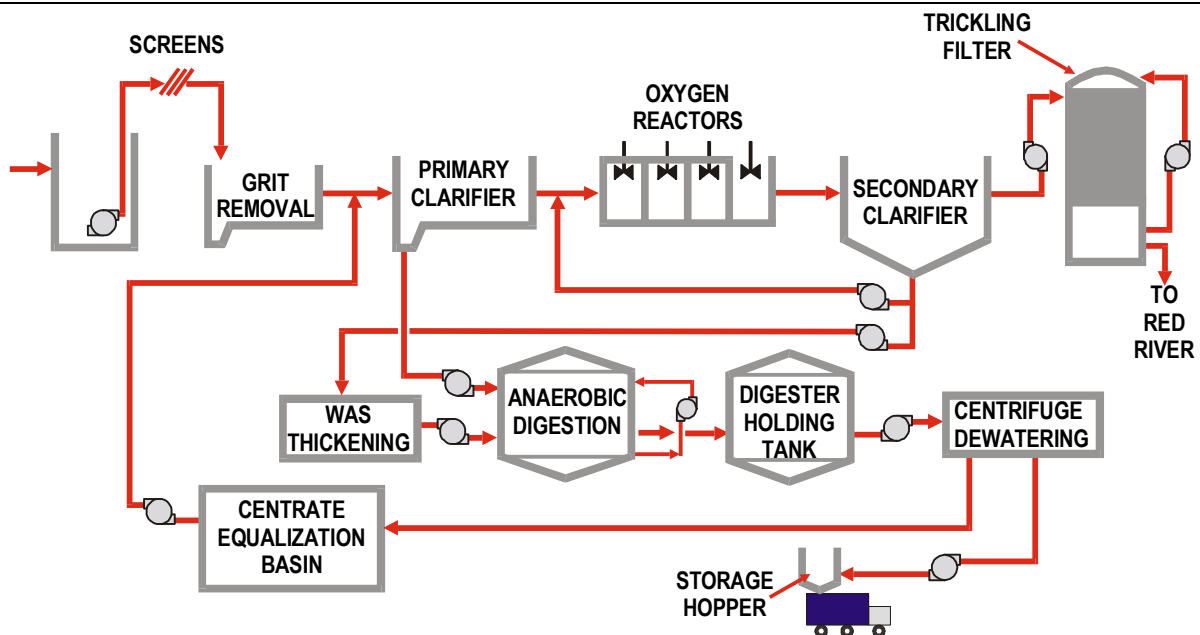 SCREENS
GRIT
REMOVAL
PRIMARY
CLARIFIER
OXYGEN
REACTORS
SECONDARY
CLARIFIER
TRICKLING
FILTER
TO
RED
RIVER
WAS
THICKENING
ANAEROBIC
DIGESTION
DIGESTER
HOLDING
TANK
CENTRIFUGE
DEWATERING
CENTRATE
EQUALIZATION
BASIN
STORAGE
HOPPER